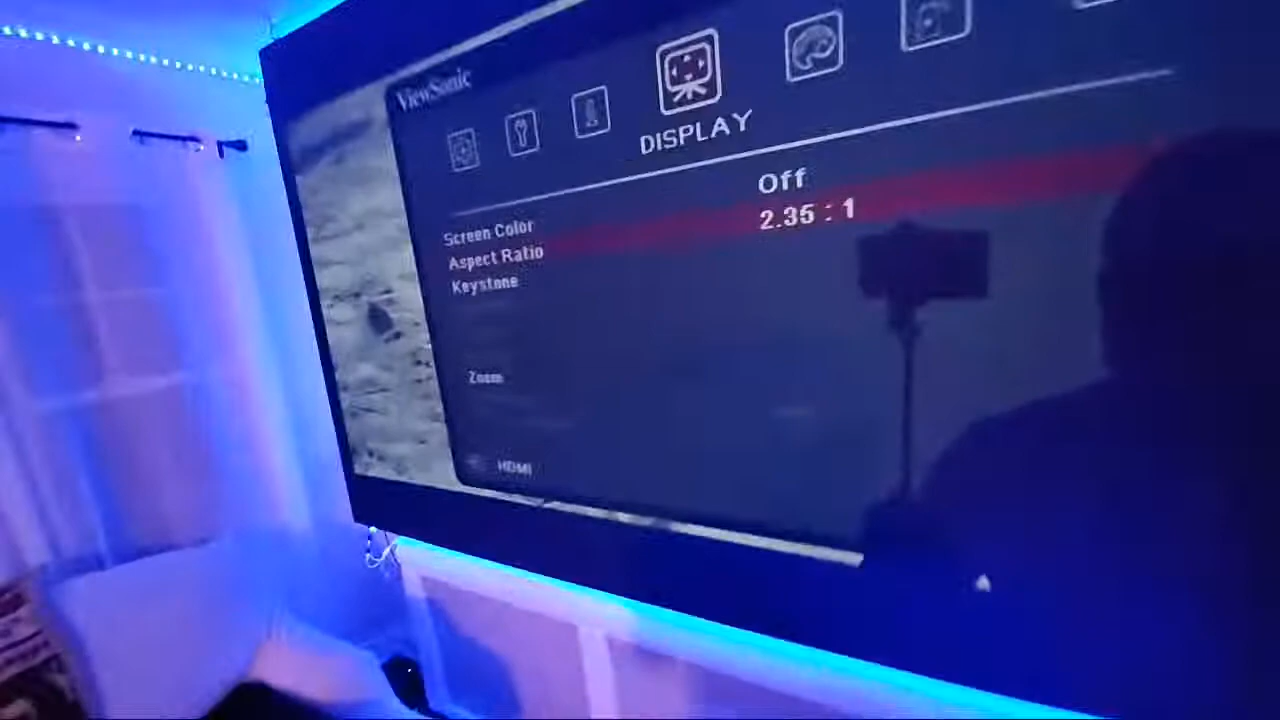 ViewSonic
DISPLAY
Screen Color Off
Aspect Ratio 2.35 : 1
Keystone
Zoom
HDMI